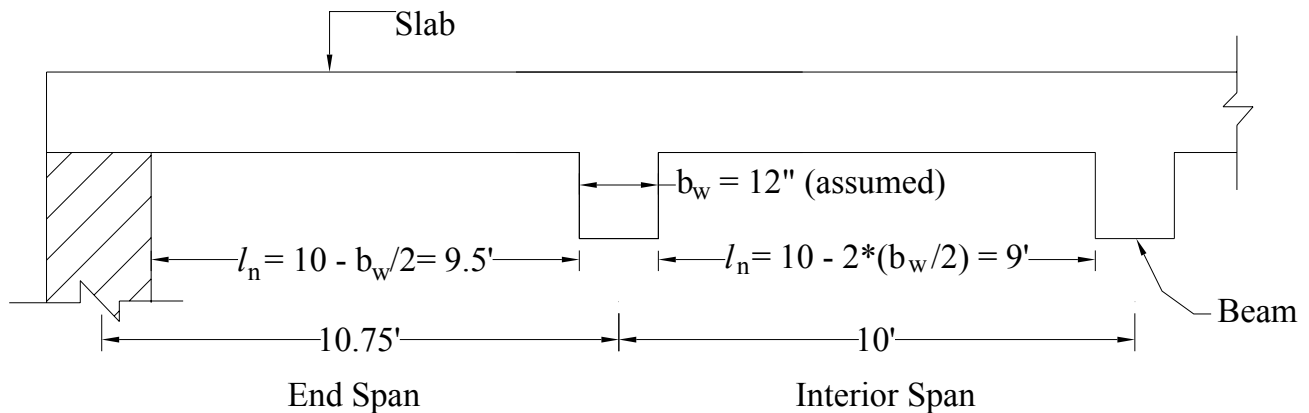 Slab
b_w = 12" (assumed)
l_n = 10 - b_w/2= 9.5'
l_n = 10 - 2*(b_w/2) = 9'
Beam
10.75'
10'
End Span
Interior Span